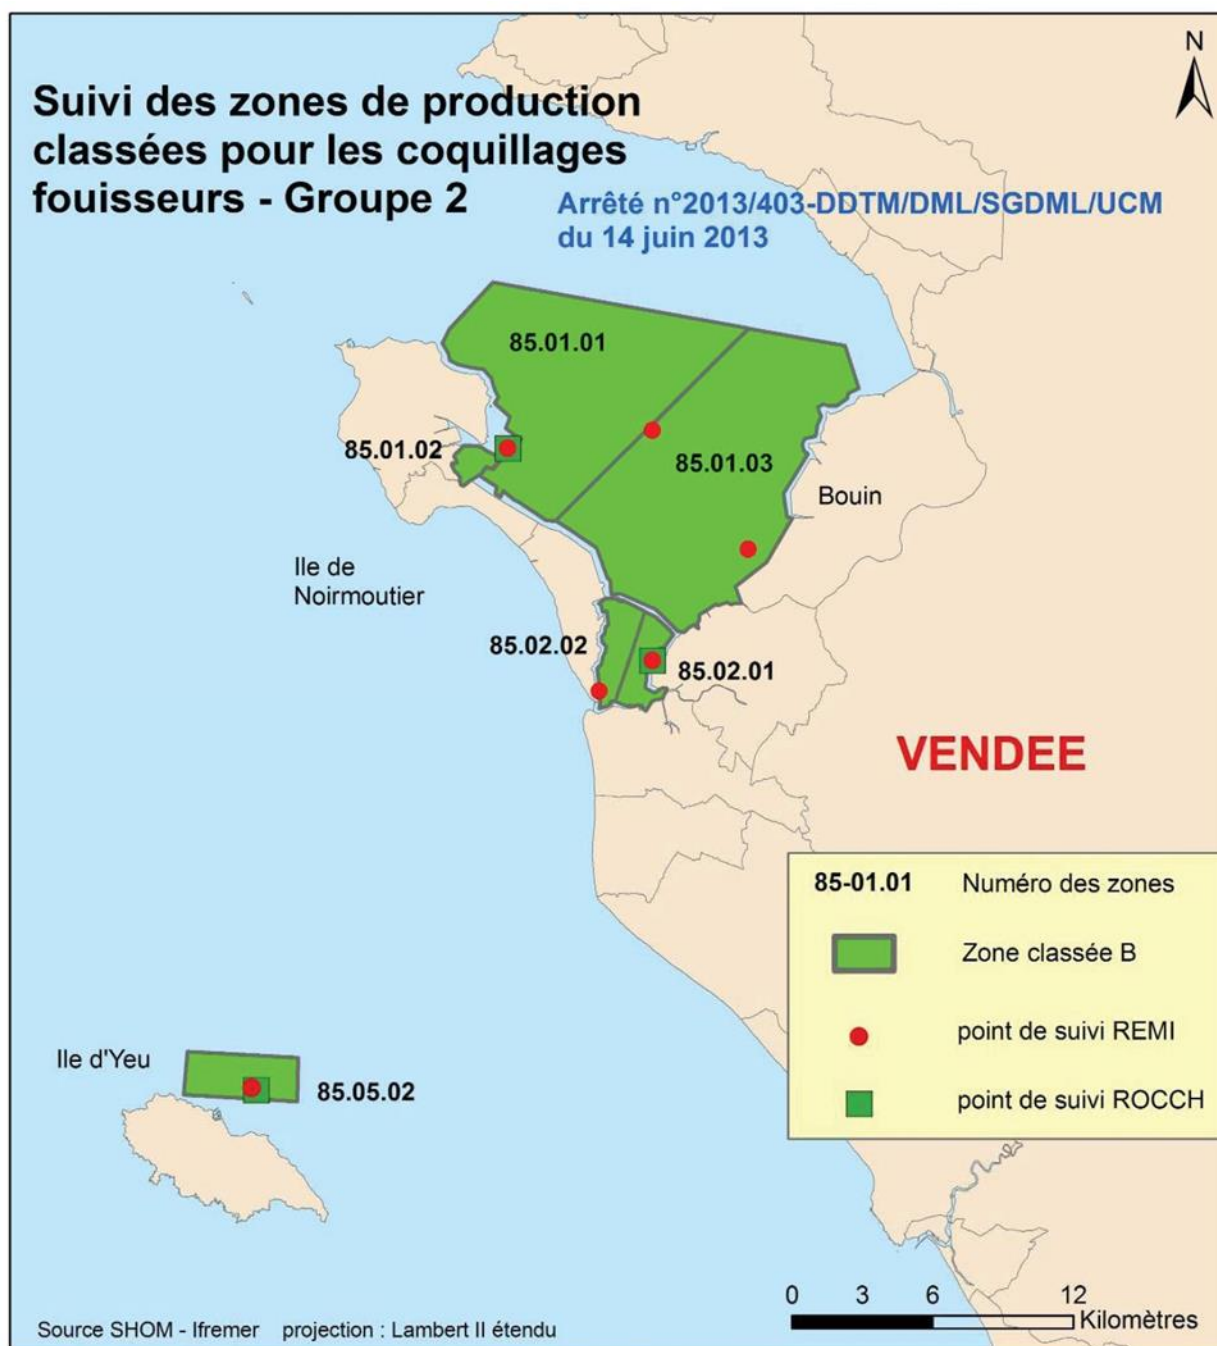 N
Suivi des zones de production
classées pour les coquillages
fouisseurs - Groupe 2
Arrêté n°2013/403-DDTM/DML/SGDML/UCM
du 14 juin 2013
85.01.01
85.01.02
85.01.03
Bouin
Ile de
Noirmoutier
85.02.02
85.02.01
VENDEE
85-01.01 Numéro des zones
Zone classée B
point de suivi REMI
point de suivi ROCCH
Ile d'Yeu
85.05.02
0 3 6 12
Kilomètres
Source SHOM - Ifremer projection : Lambert II étendu